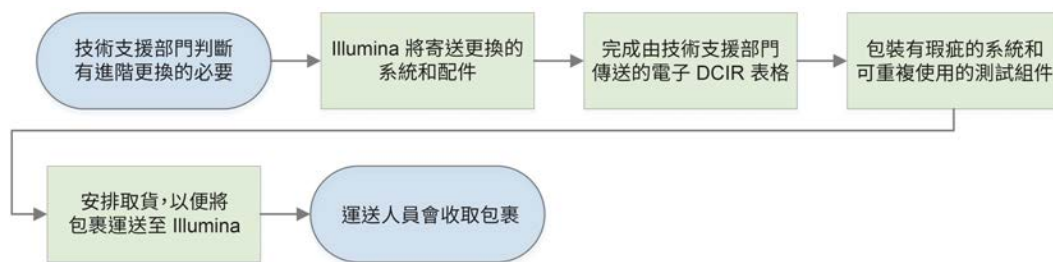 技術支援部門判斷
有進階更換的必要
Illumina 將寄送更換的
系統和配件
完成由技術支援部門
傳送的電子 DCIR 表格
包裝有瑕疵的系統和
可重複使用的測試組件
安排取貨，以便將
包裹運送至 Illumina
運送人員會收取包裹